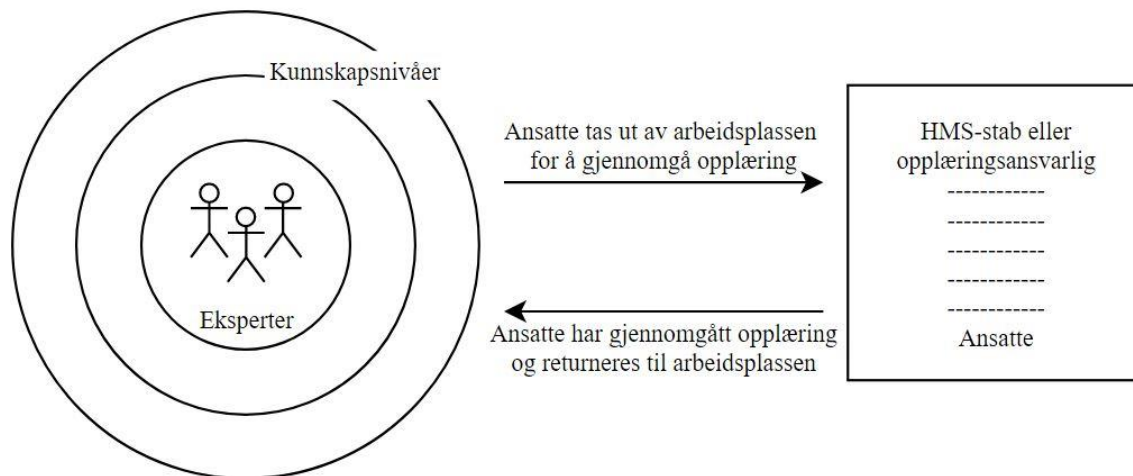 Kunnskapsnivåer
Eksperter
Ansatte tas ut av arbeidsplassen
for å gjennomgå opplæring
Ansatte har gjennomgått opplæring
og returneres til arbeidsplassen
HMS-stab eller
opplæringsansvarlig
------------
------------
------------
------------
------------
Ansatte